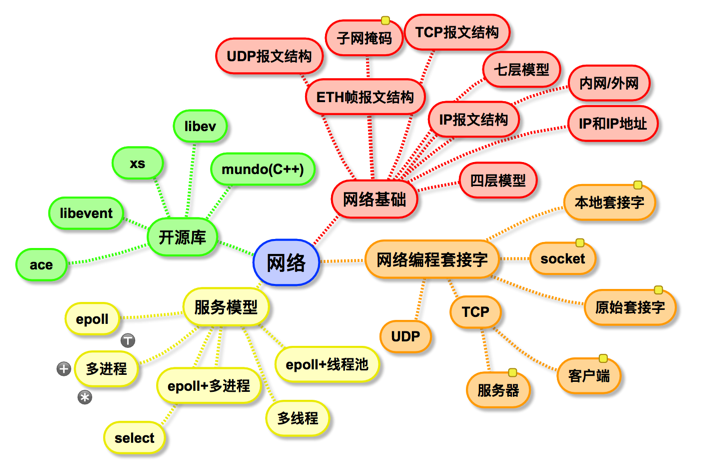 子网掩码
TCP报文结构
UDP报文结构
七层模型
内网/外网
ETH帧报文结构
IP报文结构
IP和IP地址
libev
xs
mundo(C++)
四层模型
网络基础
libevent
开源库
本地套接字
ace
网络
网络编程套接字
socket
服务模型
原始套接字
epoll
TCP
UDP
多进程
epoll+多进程
epoll+线程池
客户端
服务器
多线程
select